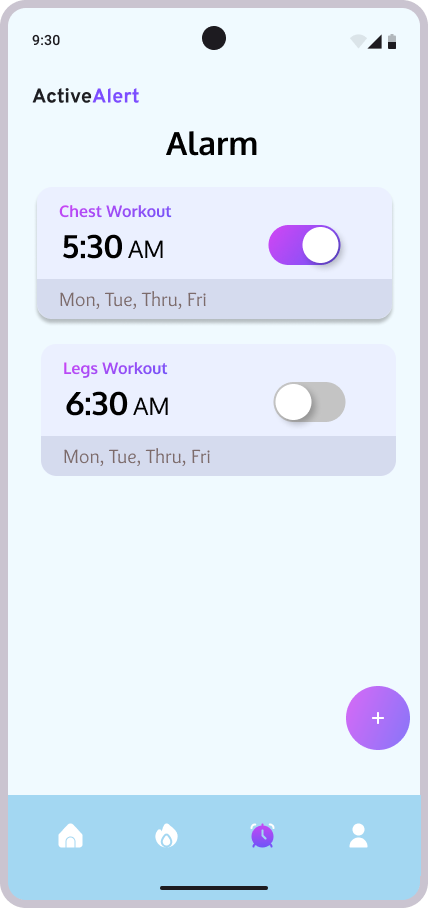 9:30
ActiveAlert
Alarm
Chest Workout
5:30 AM
Mon, Tue, Thru, Fri
Legs Workout
6:30 AM
Mon, Tue, Thru, Fri
+